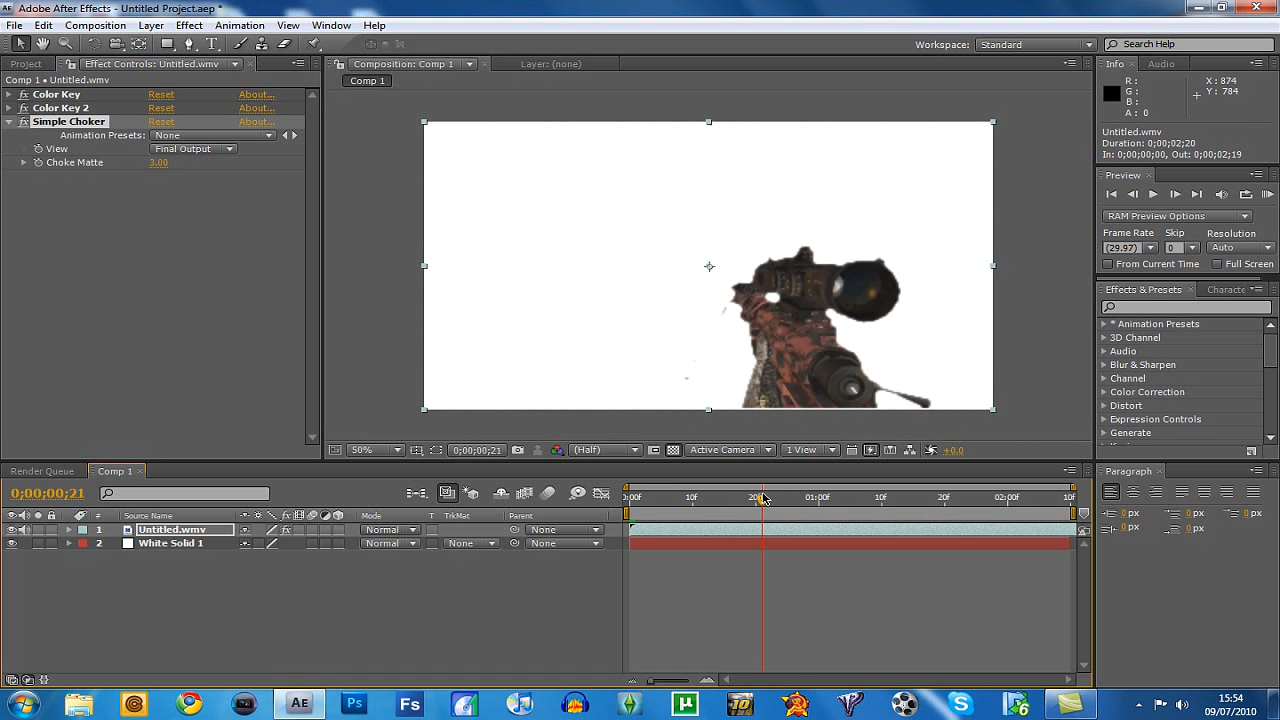 Adobe After Effects - Untitled Project.aep *
File Edit Composition Layer Effect Animation View Window Help
Workspace: Standard Search Help
Project Effect Controls: Untitled.wmv Composition: Comp 1 Layer: (none) Info Audio
Comp 1 • Untitled.wmv
Comp 1
Color Key Reset About...
Color Key 2 Reset About...
Simple Choker Reset About...
Animation Presets: None
View Final Output
Choke Matte 3.00
R : X : 874
G : Y : 784
B :
A : 0
Untitled.wmv
Duration: 0;00;02;20
In: 0;00;00;00, Out: 0;00;02;19
Preview
RAM Preview Options
Frame Rate Skip Resolution
(29.97) 0 Auto
From Current Time Full Screen
Effects & Presets Characte
* Animation Presets
3D Channel
Audio
Blur & Sharpen
Channel
Color Correction
Distort
Expression Controls
Generate
50% 0;00;00;21 (Half) Active Camera 1 View +0.0
Render Queue Comp 1 Paragraph
0;00;00;21
0:00f 10f 20f 01:00f 10f 20f 02:00f 10f
# Source Name Mode T TrkMat Parent
1 Untitled.wmv Normal None
2 White Solid 1 Normal None None
0 px 0 px 0 px
0 px 0 px
AE Ps Fs µ 10 S 6
15:54
09/07/2010